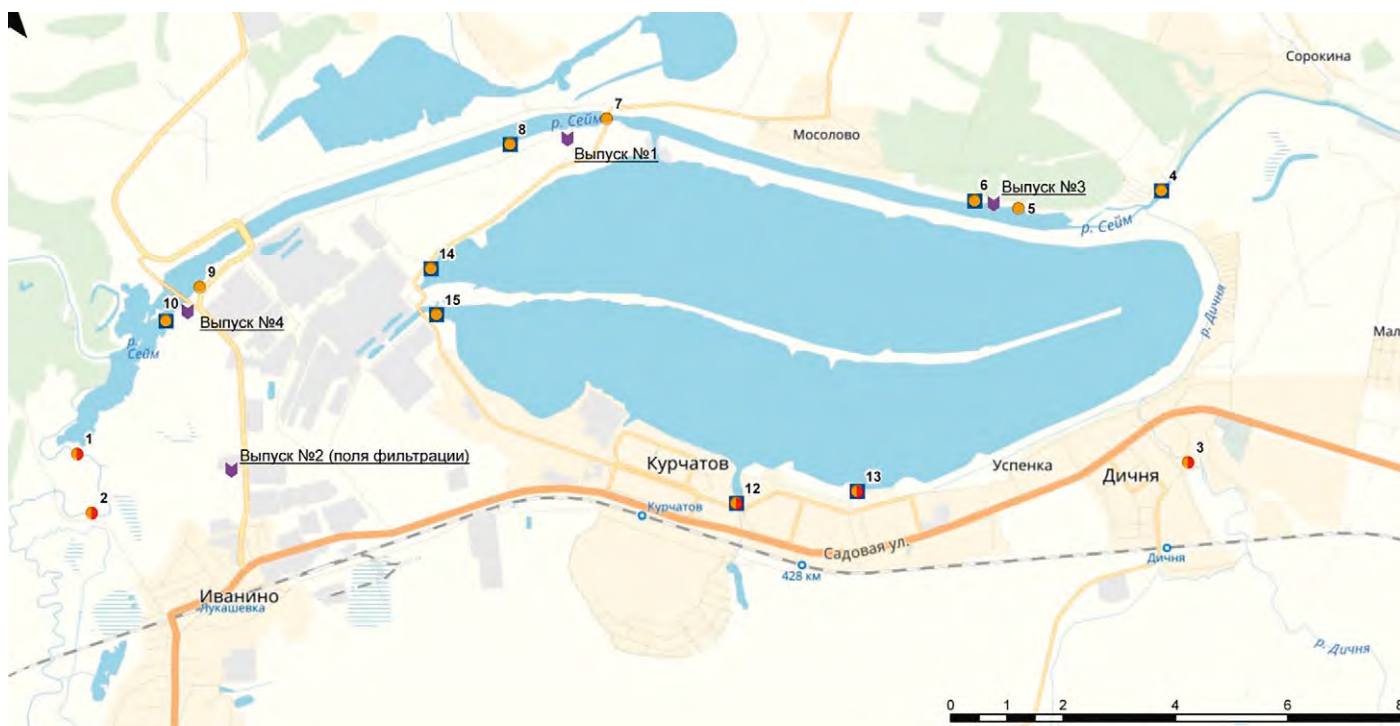 Сорокина
7
р. Сейм
8
Мосолово
Выпуск №1
4
6
Выпуск №3
5
р. Сейм
14
9
р. Дичня
15
10
Выпуск №4
Мал
р.
Сейм
1
Выпуск №2 (поля фильтрации)
Курчатов
13
Успенка
3
Дичня
12
2
Курчатов
Садовая ул.
Дичня
428 км
Иванино
Лукашевка
р. Дичня
0 1 2 4 6 8